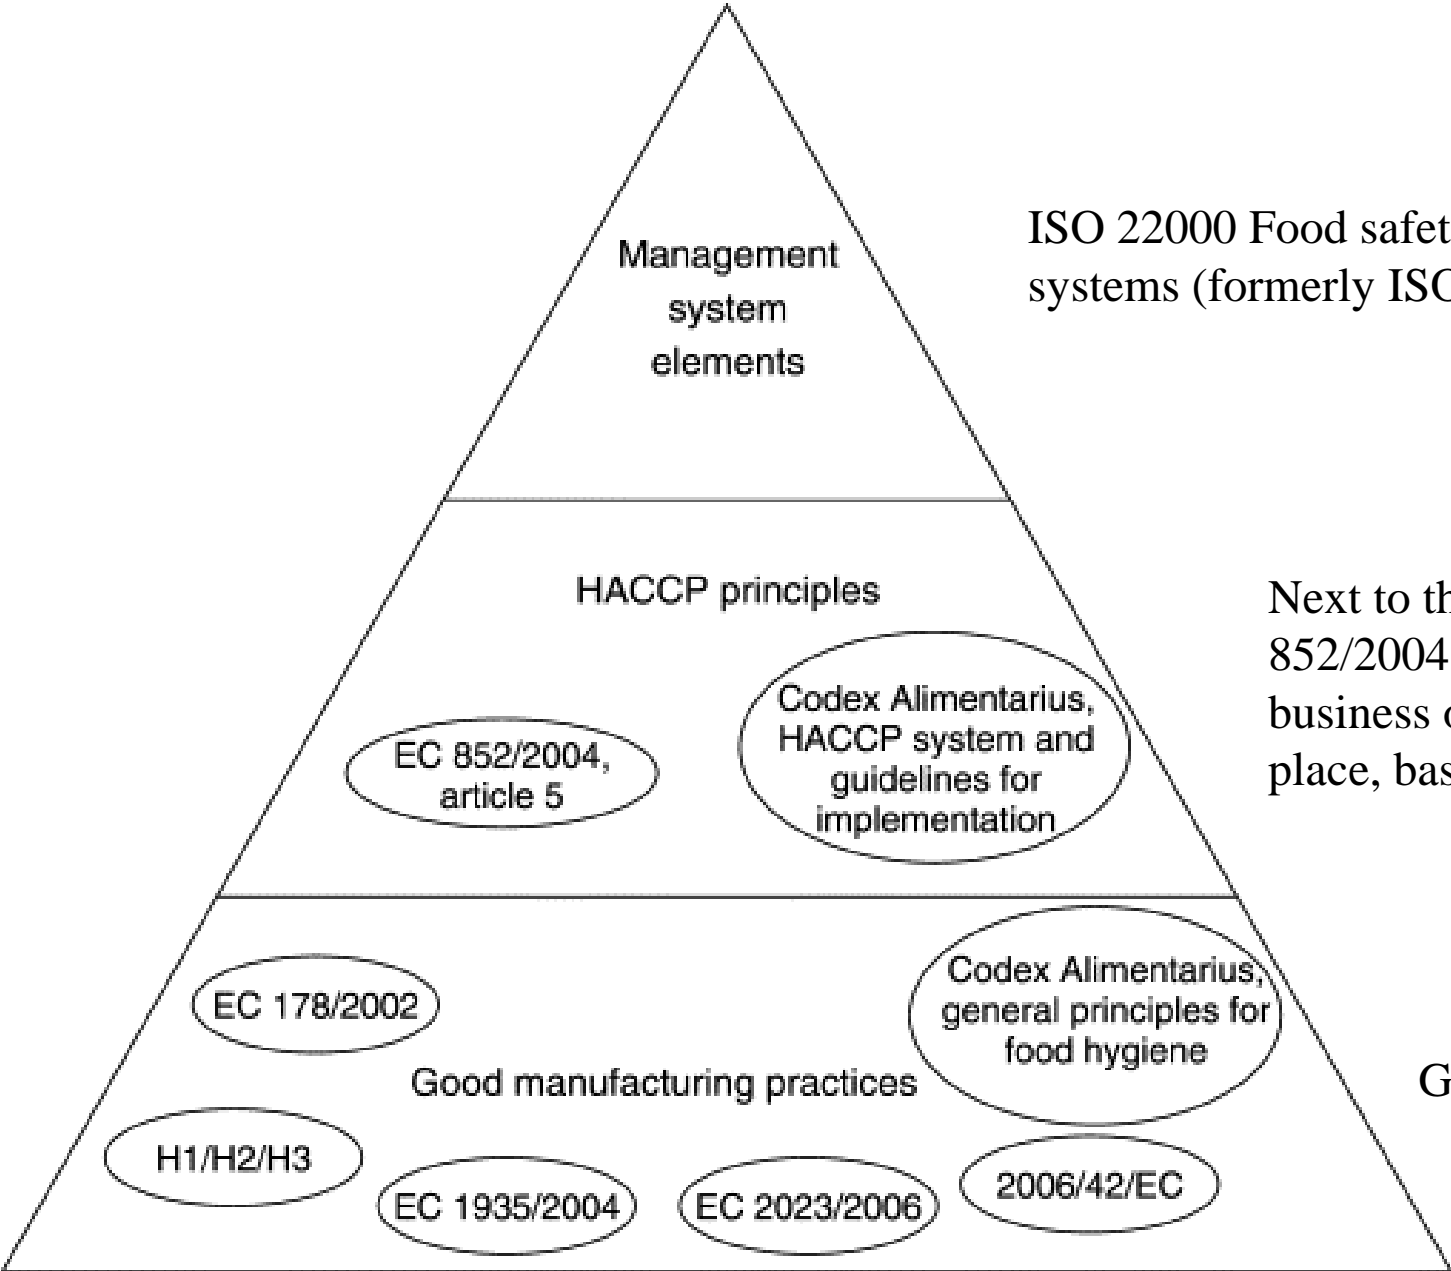 Management
system
elements
ISO 22000 Food safet
systems (formerly ISO
HACCP principles
EC 852/2004,
article 5
Codex Alimentarius,
HACCP system and
guidelines for
implementation
Next to th
852/2004
business o
place, bas
EC 178/2002
Codex Alimentarius,
general principles for
food hygiene
Good manufacturing practices
G
H1/H2/H3
EC 1935/2004
EC 2023/2006
2006/42/EC